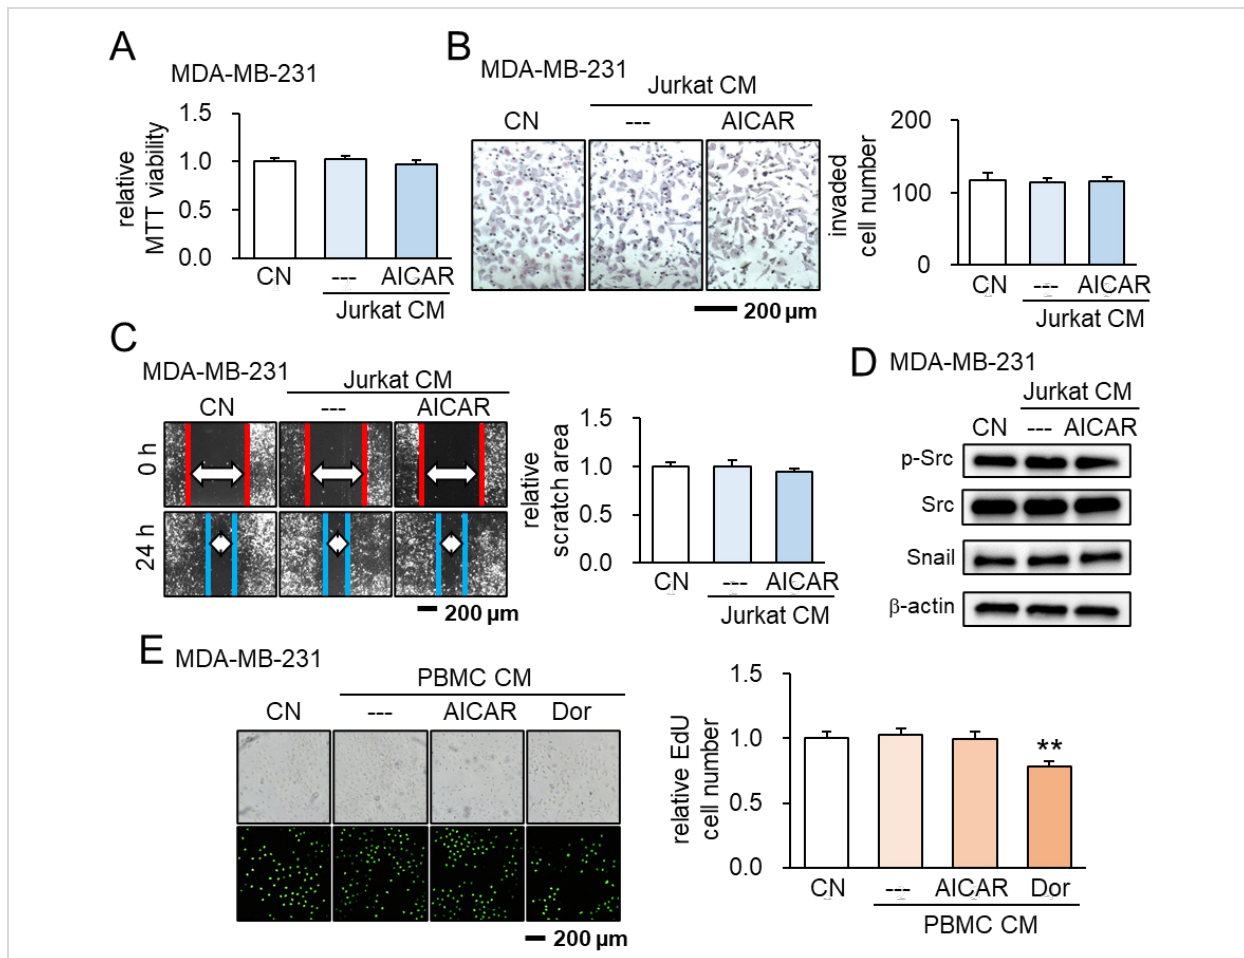 A
MDA-MB-231
relative
MTT viability
1.5
1.0
0.5
0.0
CN
---
AICAR
Jurkat CM
B
MDA-MB-231
Jurkat CM
CN
---
AICAR
200 µm
invaded
cell number
200
100
0
CN
---
AICAR
Jurkat CM
C
MDA-MB-231
Jurkat CM
CN
---
AICAR
0 h
24 h
200 µm
relative
scratch area
1.5
1.0
0.5
0.0
CN
---
AICAR
Jurkat CM
D
MDA-MB-231
Jurkat CM
CN
---
AICAR
p-Src
Src
Snail
β-actin
E
MDA-MB-231
PBMC CM
CN
---
AICAR
Dor
200 µm
relative EdU
cell number
1.5
1.0
0.5
0.0
**
CN
---
AICAR
Dor
PBMC CM